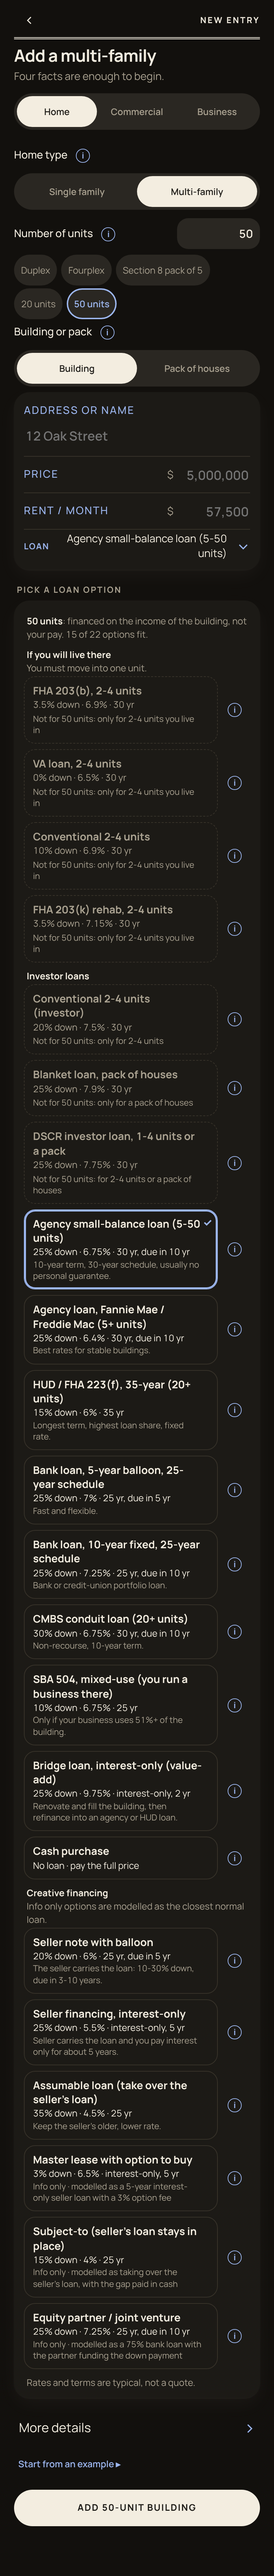 NEW ENTRY
Add a multi-family
Four facts are enough to begin.
Home
Commercial
Business
Home type
Single family
Multi-family
Number of units
50
Duplex
Fourplex
Section 8 pack of 5
20 units
50 units
Building or pack
Building
Pack of houses
ADDRESS OR NAME
12 Oak Street
PRICE
$ 5,000,000
RENT / MONTH
$ 57,500
LOAN
Agency small-balance loan (5-50
units)
PICK A LOAN OPTION
50 units: financed on the income of the building, not
your pay. 15 of 22 options fit.
If you will live there
You must move into one unit.
FHA 203(b), 2-4 units
3.5% down · 6.9% · 30 yr
Not for 50 units: only for 2-4 units you live
in
VA loan, 2-4 units
0% down · 6.5% · 30 yr
Not for 50 units: only for 2-4 units you live
in
Conventional 2-4 units
10% down · 6.9% · 30 yr
Not for 50 units: only for 2-4 units you live
in
FHA 203(k) rehab, 2-4 units
3.5% down · 7.15% · 30 yr
Not for 50 units: only for 2-4 units you live
in
Investor loans
Conventional 2-4 units
(investor)
20% down · 7.5% · 30 yr
Not for 50 units: only for 2-4 units
Blanket loan, pack of houses
25% down · 7.9% · 30 yr
Not for 50 units: only for a pack of houses
DSCR investor loan, 1-4 units or
a pack
25% down · 7.75% · 30 yr
Not for 50 units: for 2-4 units or a pack of
houses
Agency small-balance loan (5-50
units)
25% down · 6.75% · 30 yr, due in 10 yr
10-year term, 30-year schedule, usually no
personal guarantee.
Agency loan, Fannie Mae /
Freddie Mac (5+ units)
25% down · 6.4% · 30 yr, due in 10 yr
Best rates for stable buildings.
HUD / FHA 223(f), 35-year (20+
units)
15% down · 6% · 35 yr
Longest term, highest loan share, fixed
rate.
Bank loan, 5-year balloon, 25-
year schedule
25% down · 7% · 25 yr, due in 5 yr
Fast and flexible.
Bank loan, 10-year fixed, 25-year
schedule
25% down · 7.25% · 25 yr, due in 10 yr
Bank or credit-union portfolio loan.
CMBS conduit loan (20+ units)
30% down · 6.75% · 30 yr, due in 10 yr
Non-recourse, 10-year term.
SBA 504, mixed-use (you run a
business there)
10% down · 6.75% · 25 yr
Only if your business uses 51%+ of the
building.
Bridge loan, interest-only (value-
add)
25% down · 9.75% · interest-only, 2 yr
Renovate and fill the building, then
refinance into an agency or HUD loan.
Cash purchase
No loan · pay the full price
Creative financing
Info only options are modelled as the closest normal
loan.
Seller note with balloon
20% down · 6% · 25 yr, due in 5 yr
The seller carries the loan: 10-30% down,
due in 3-10 years.
Seller financing, interest-only
25% down · 5.5% · interest-only, 5 yr
Seller carries the loan and you pay interest
only for about 5 years.
Assumable loan (take over the
seller's loan)
35% down · 4.5% · 25 yr
Keep the seller's older, lower rate.
Master lease with option to buy
3% down · 6.5% · interest-only, 5 yr
Info only · modelled as a 5-year interest-
only seller loan with a 3% option fee
Subject-to (seller's loan stays in
place)
15% down · 4% · 25 yr
Info only · modelled as taking over the
seller's loan, with the gap paid in cash
Equity partner / joint venture
25% down · 7.25% · 25 yr, due in 10 yr
Info only · modelled as a 75% bank loan with
the partner funding the down payment
Rates and terms are typical, not a quote.
More details
Start from an example ▸
ADD 50-UNIT BUILDING